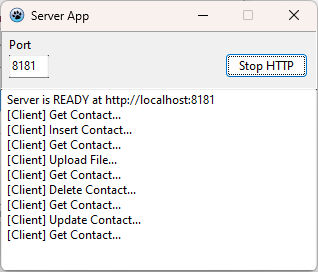 Server App
Port
8181
Stop HTTP
Server is READY at http://localhost:8181
[Client] Get Contact...
[Client] Insert Contact...
[Client] Get Contact...
[Client] Upload File...
[Client] Get Contact...
[Client] Delete Contact...
[Client] Get Contact...
[Client] Update Contact...
[Client] Get Contact...